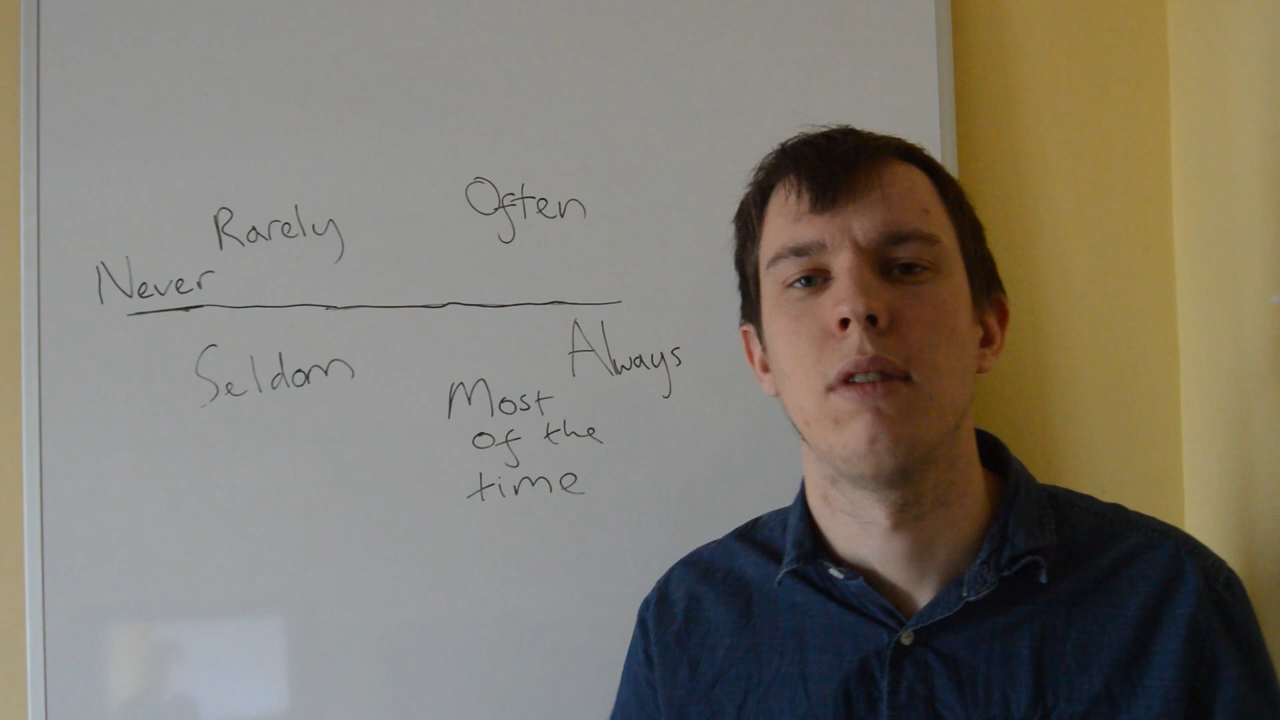 Rarely Often
Never
Seldom Always
Most
of the
time